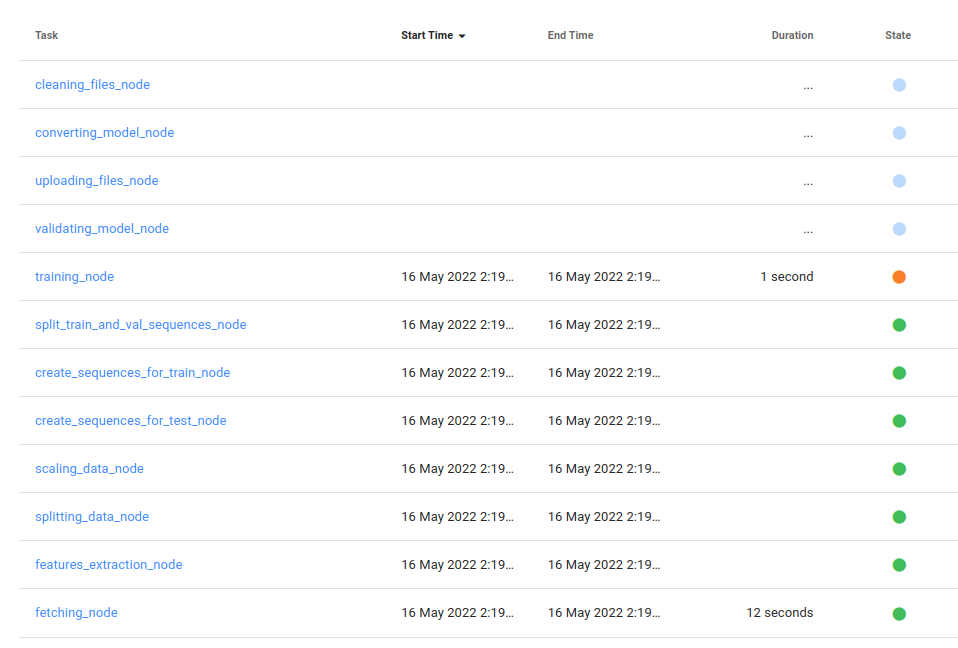 Task Start Time End Time Duration State
cleaning_files_node ...
converting_model_node ...
uploading_files_node ...
validating_model_node ...
training_node 16 May 2022 2:19... 16 May 2022 2:19... 1 second
split_train_and_val_sequences_node 16 May 2022 2:19... 16 May 2022 2:19...
create_sequences_for_train_node 16 May 2022 2:19... 16 May 2022 2:19...
create_sequences_for_test_node 16 May 2022 2:19... 16 May 2022 2:19...
scaling_data_node 16 May 2022 2:19... 16 May 2022 2:19...
splitting_data_node 16 May 2022 2:19... 16 May 2022 2:19...
features_extraction_node 16 May 2022 2:19... 16 May 2022 2:19...
fetching_node 16 May 2022 2:19... 16 May 2022 2:19... 12 seconds